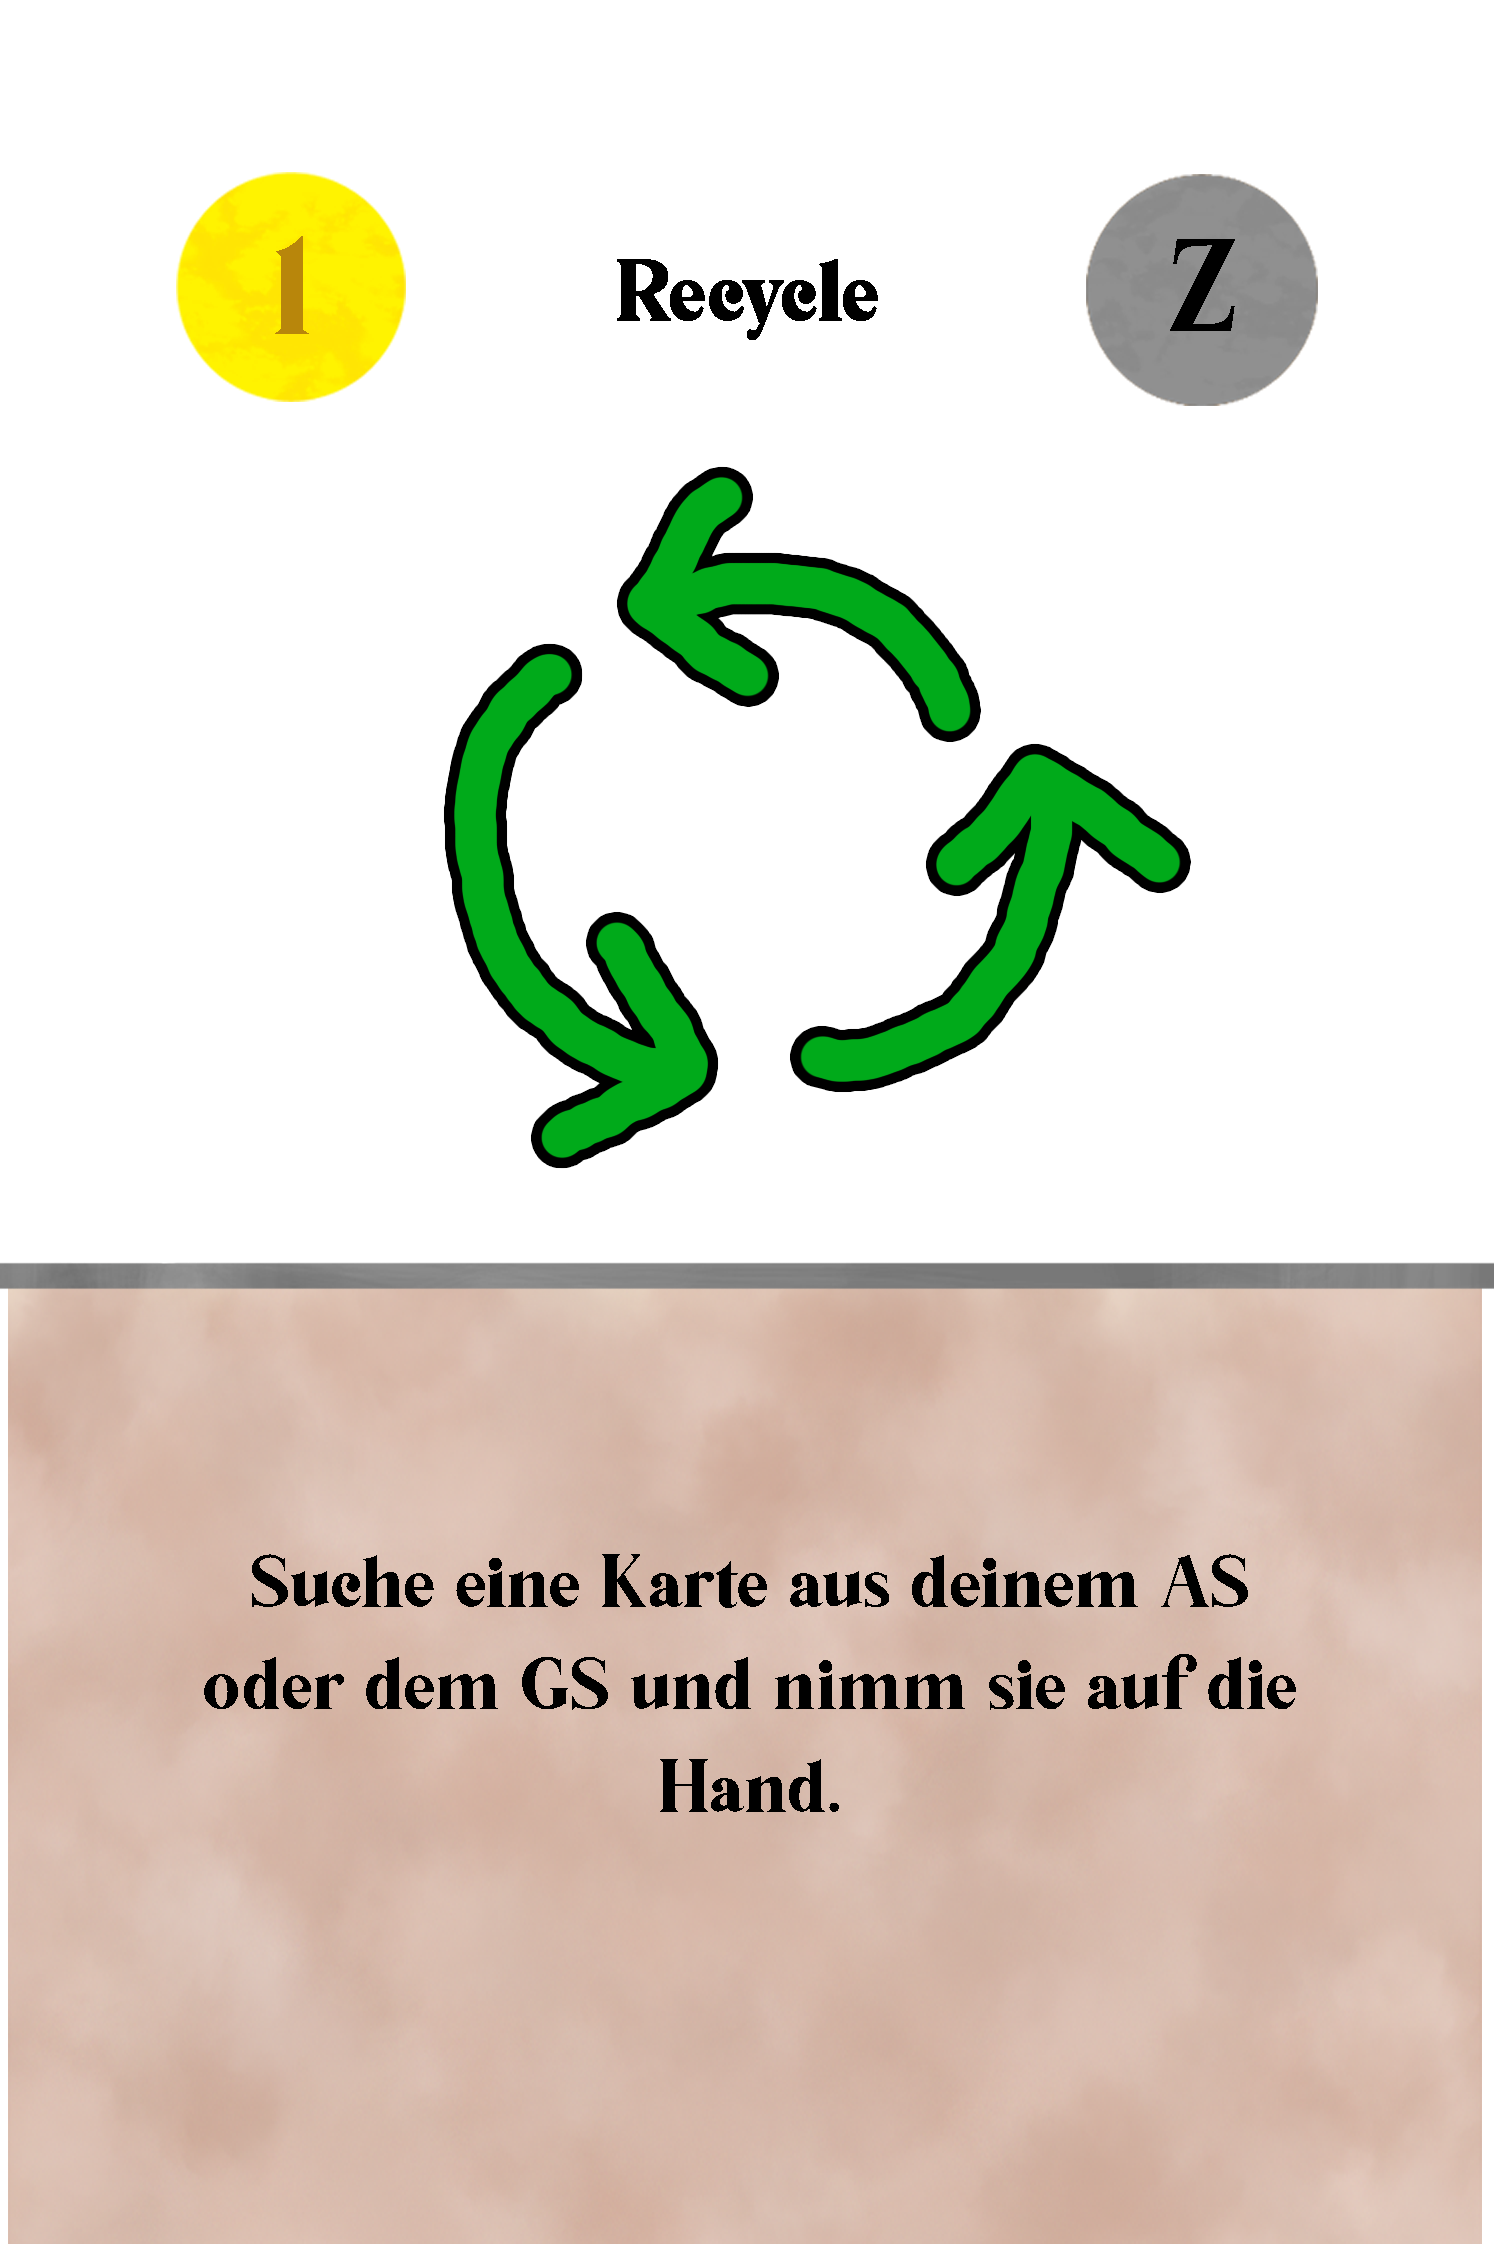 1
Recycle
Z
Suche eine Karte aus deinem AS
oder dem GS und nimm sie auf die
Hand.